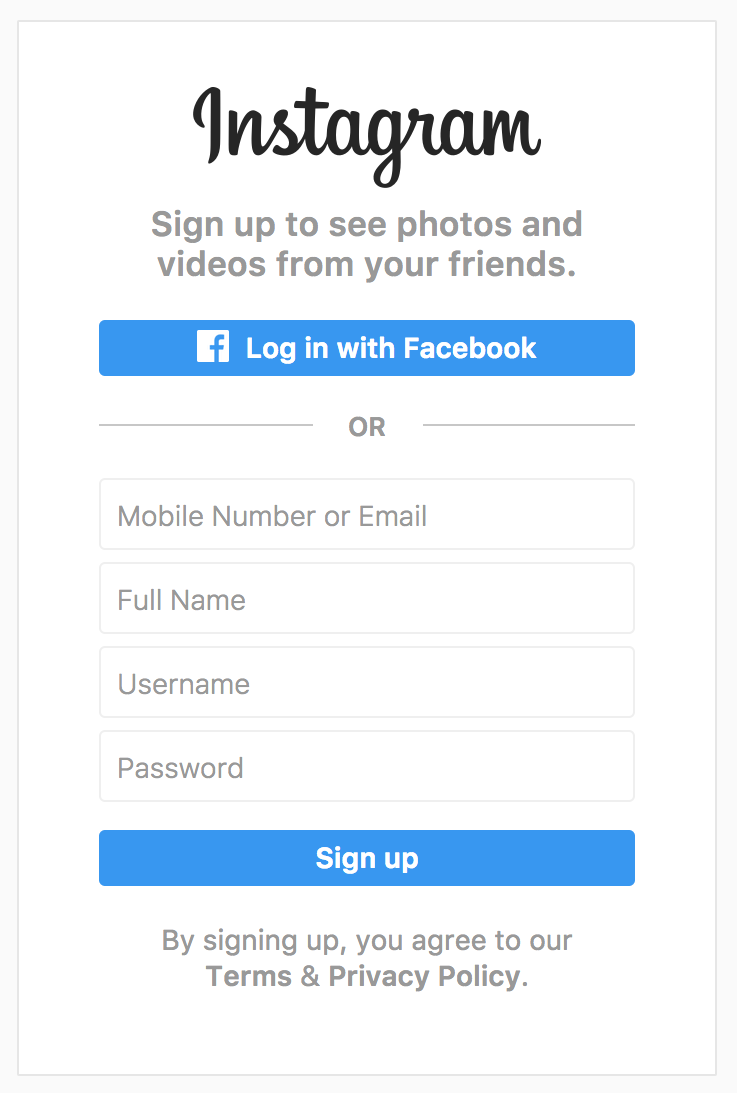 Instagram
Sign up to see photos and
videos from your friends.
Log in with Facebook
OR
Mobile Number or Email
Full Name
Username
Password
Sign up
By signing up, you agree to our
Terms & Privacy Policy.